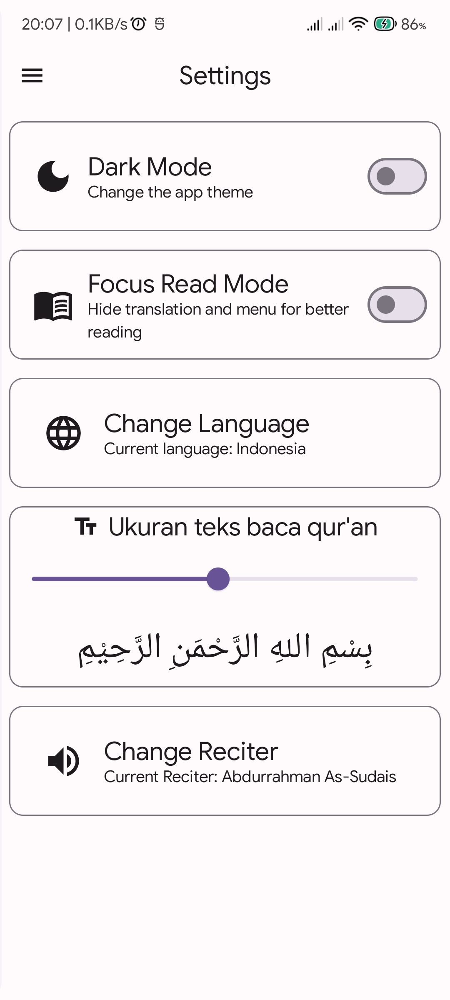 20:07 | 0.1KB/s
86%
Settings
Dark Mode
Change the app theme
Focus Read Mode
Hide translation and menu for better
reading
Change Language
Current language: Indonesia
Ukuran teks baca qur'an
بِسْمِ اللهِ الرَّحْمَنِ الرَّحِيْمِ
Change Reciter
Current Reciter: Abdurrahman As-Sudais